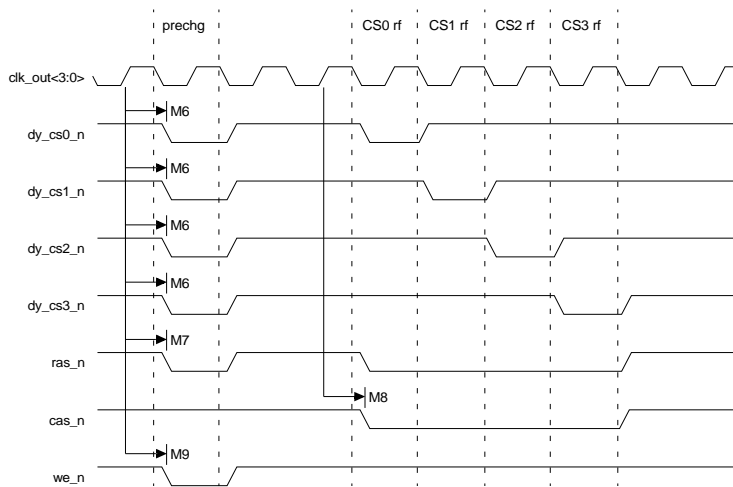 prechg CS0 rf CS1 rf CS2 rf CS3 rf
clk_out<3:0>
M6
dy_cs0_n
M6
dy_cs1_n
M6
dy_cs2_n
M6
dy_cs3_n
M7
ras_n
M8
cas_n
M9
we_n